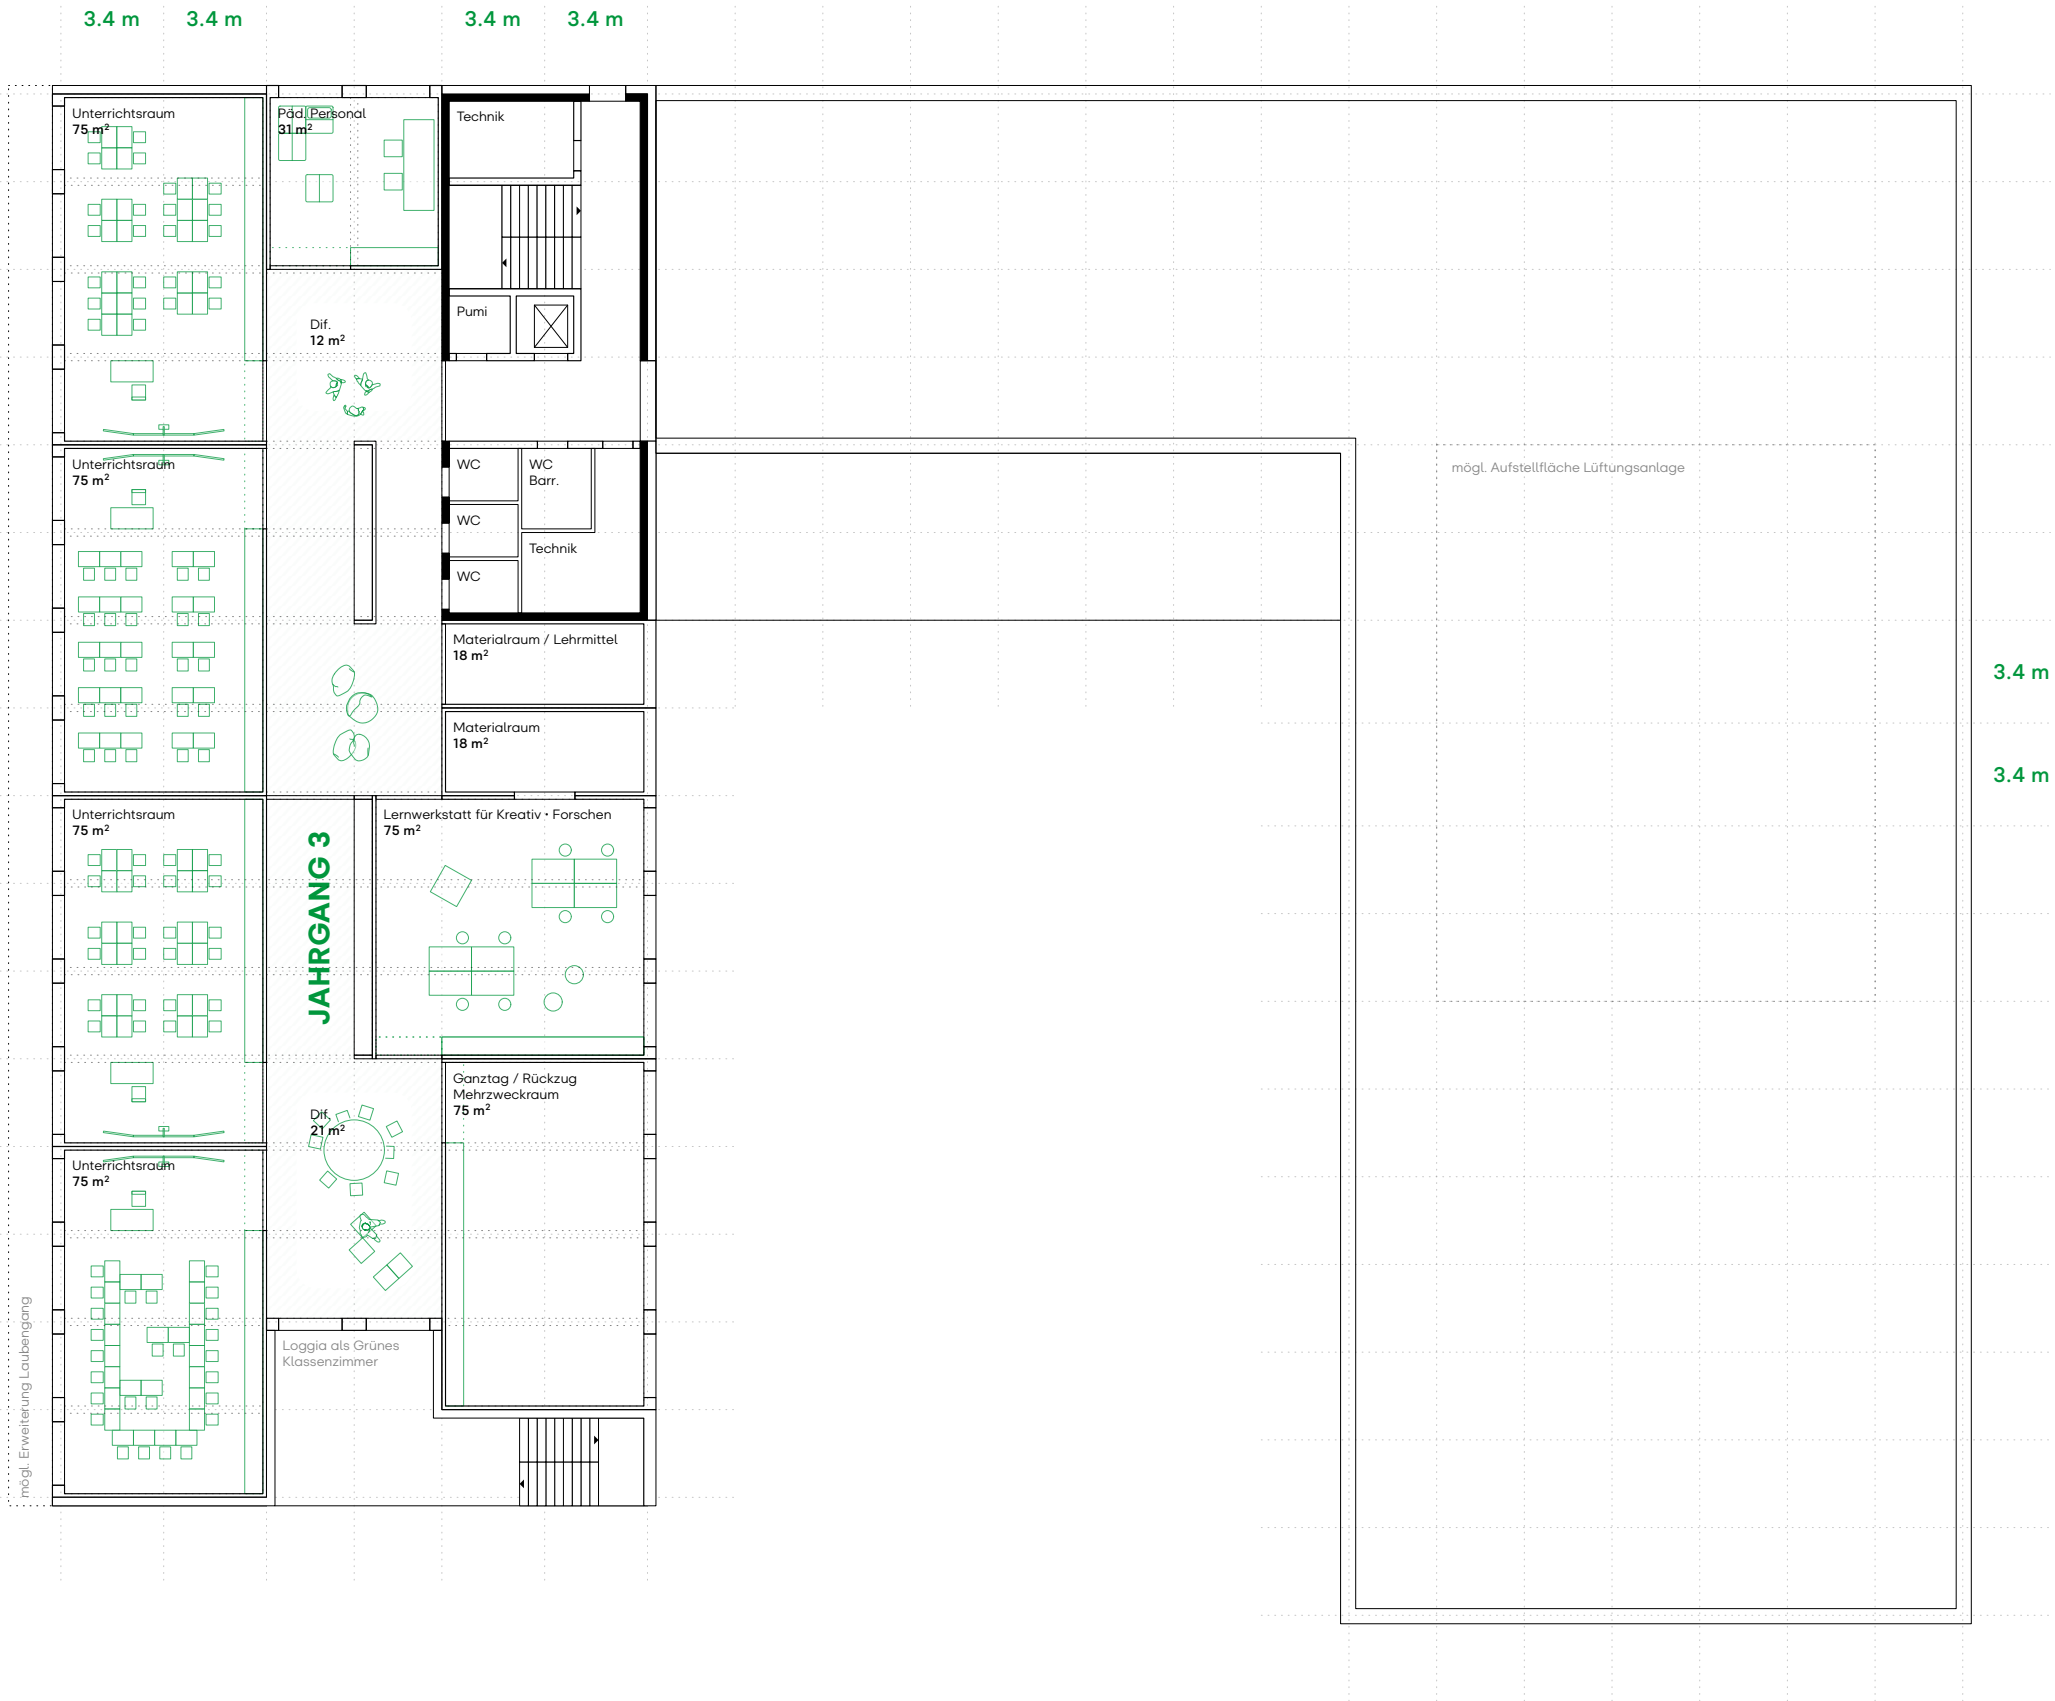 3.4 m 3.4 m 3.4 m 3.4 m
Unterrichtsraum
75 m²
Päd. Personal
31 m²
Technik
Pumi
Dif.
12 m²
Unterrichtsraum
75 m²
WC
WC
Barr.
WC
Technik
WC
mögl. Aufstellfläche Lüftungsanlage
Materialraum / Lehrmittel
18 m²
3.4 m
Materialraum
18 m²
3.4 m
Unterrichtsraum
75 m²
JAHRGANG 3
Lernwerkstatt für Kreativ • Forschen
75 m²
Ganztag / Rückzug
Mehrzweckraum
75 m²
Dif.
21 m²
Unterrichtsraum
75 m²
Loggia als Grünes
Klassenzimmer
mögl. Erweiterung Laubengang